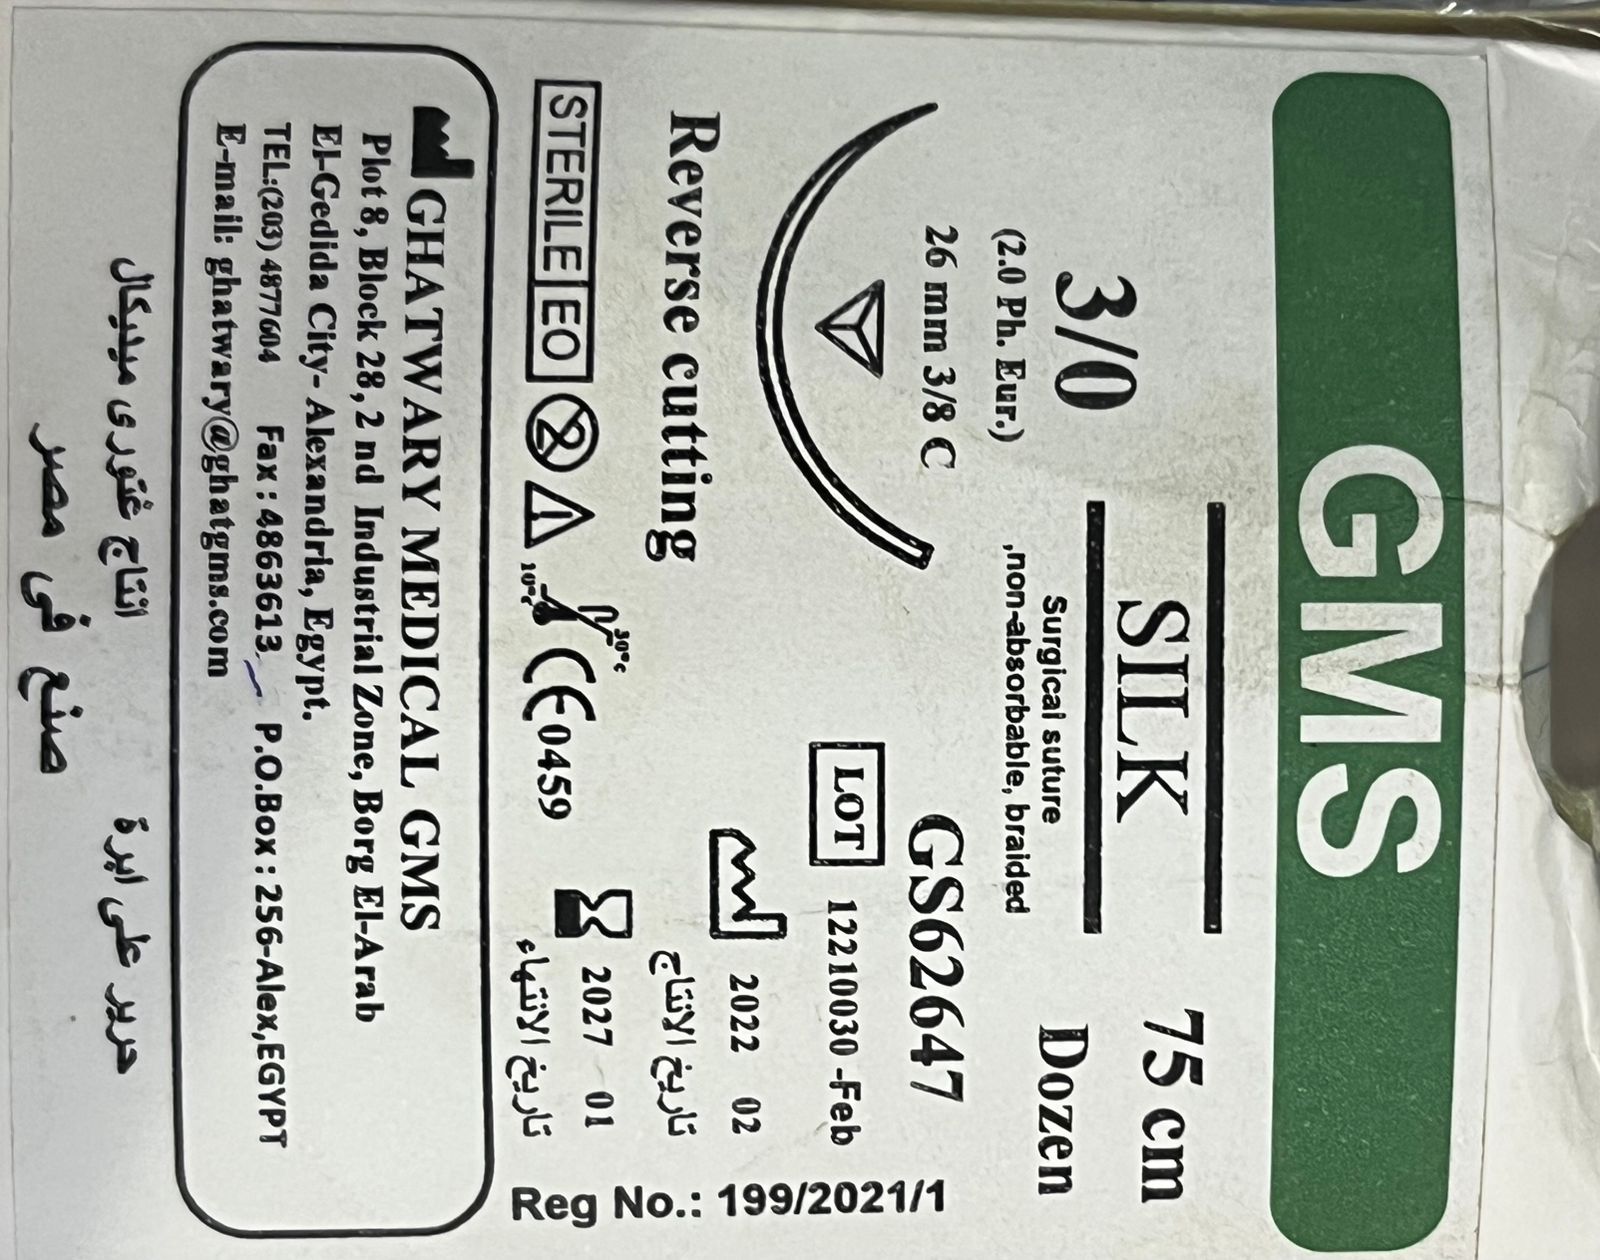 GMS
3/0
(2.0 Ph. Eur.)
SILK
Surgical suture
,non-absorbable, braided
75 cm
Dozen
26 mm 3/8 C
Reverse cutting
GS62647
LOT 12210030 -Feb
2022 02
تاريخ الانتاج
2027 01
تاريخ الانتهاء
STERILE EO
2
10°c
30°c
CE0459
Reg No.: 199/2021/1
GHATWARY MEDICAL GMS
Plot 8, Block 28, 2 nd Industrial Zone, Borg El-Arab
El-Gedida City- Alexandria, Egypt.
TEL:(203) 4877604 Fax : 4863613 P.O.Box : 256-Alex,EGYPT
E-mail: ghatwary@ghatgms.com
انتاج غتورى ميديكال
حرير على ابرة
صنع فى مصر